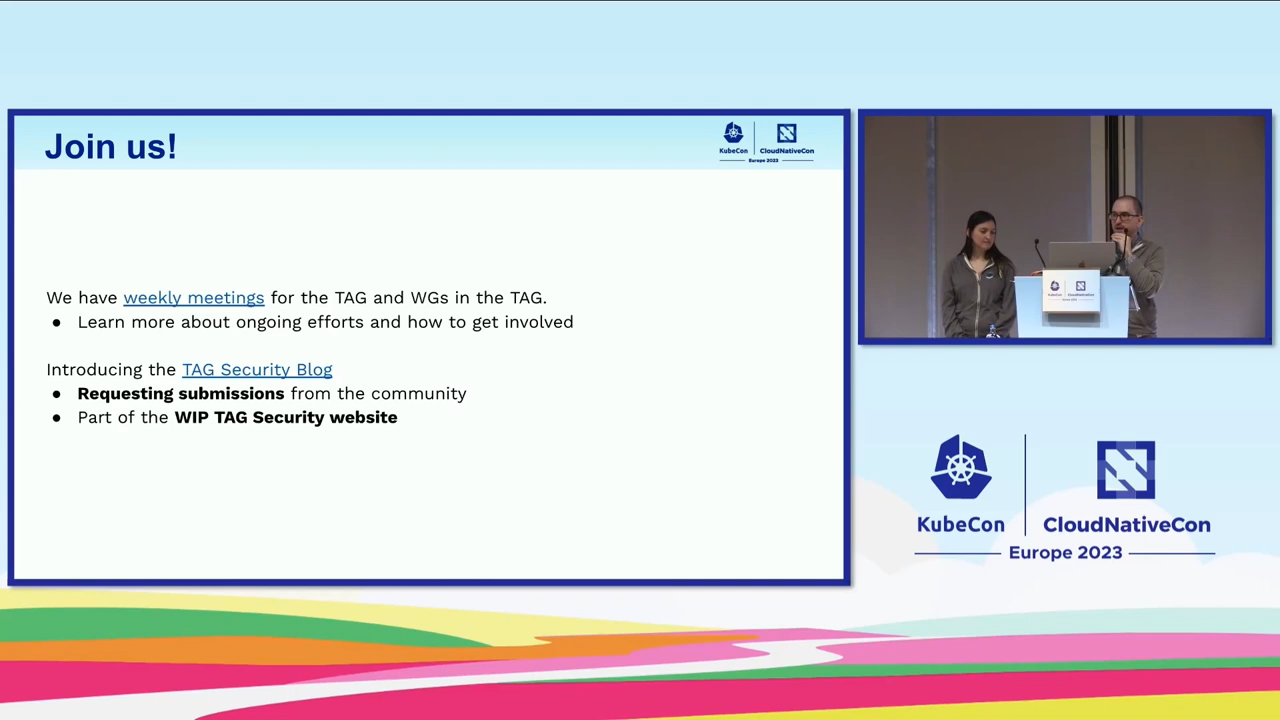 Join us!
KubeCon
CloudNativeCon
Europe 2023
We have weekly meetings for the TAG and WGs in the TAG.
● Learn more about ongoing efforts and how to get involved
Introducing the TAG Security Blog
● Requesting submissions from the community
● Part of the WIP TAG Security website
KubeCon
CloudNativeCon
Europe 2023